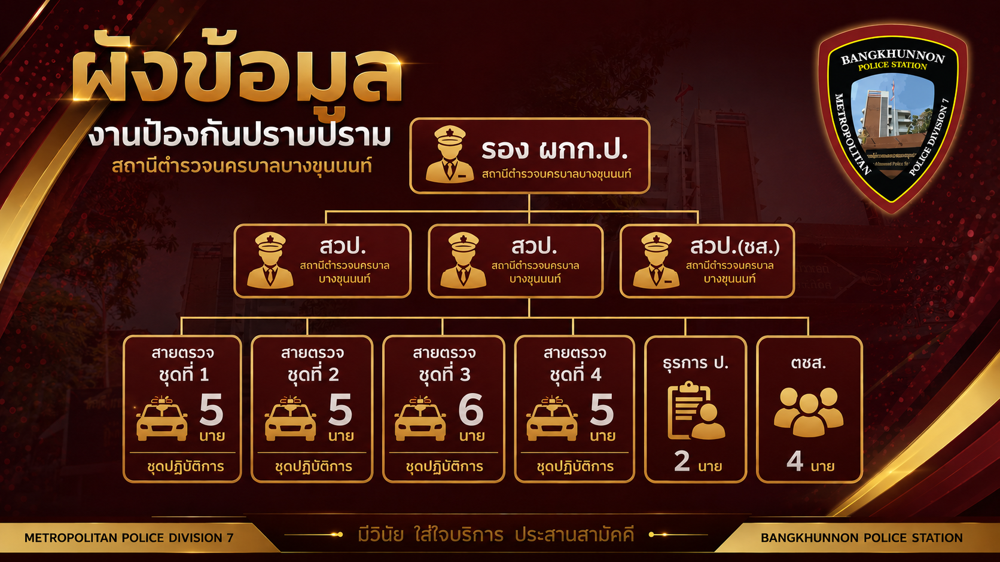 ผังข้อมูล
งานป้องกันปราบปราม
สถานีตำรวจนครบาลบางขุนนนท์
BANGKHUNNON
POLICE STATION
METROPOLITAN
POLICE DIVISION 7
รอง ผกก.ป.
สถานีตำรวจนครบาลบางขุนนนท์
สวป.
สถานีตำรวจนครบาล
บางขุนนนท์
สวป.
สถานีตำรวจนครบาล
บางขุนนนท์
สวป.(ชส.)
สถานีตำรวจนครบาล
บางขุนนนท์
สายตรวจ
ชุดที่ 1
5
นาย
ชุดปฏิบัติการ
สายตรวจ
ชุดที่ 2
5
นาย
ชุดปฏิบัติการ
สายตรวจ
ชุดที่ 3
6
นาย
ชุดปฏิบัติการ
สายตรวจ
ชุดที่ 4
5
นาย
ชุดปฏิบัติการ
ธุรการ ป.
2 นาย
ตชส.
4 นาย
METROPOLITAN POLICE DIVISION 7
มีวินัย ใส่ใจบริการ ประสานสามัคคี
BANGKHUNNON POLICE STATION